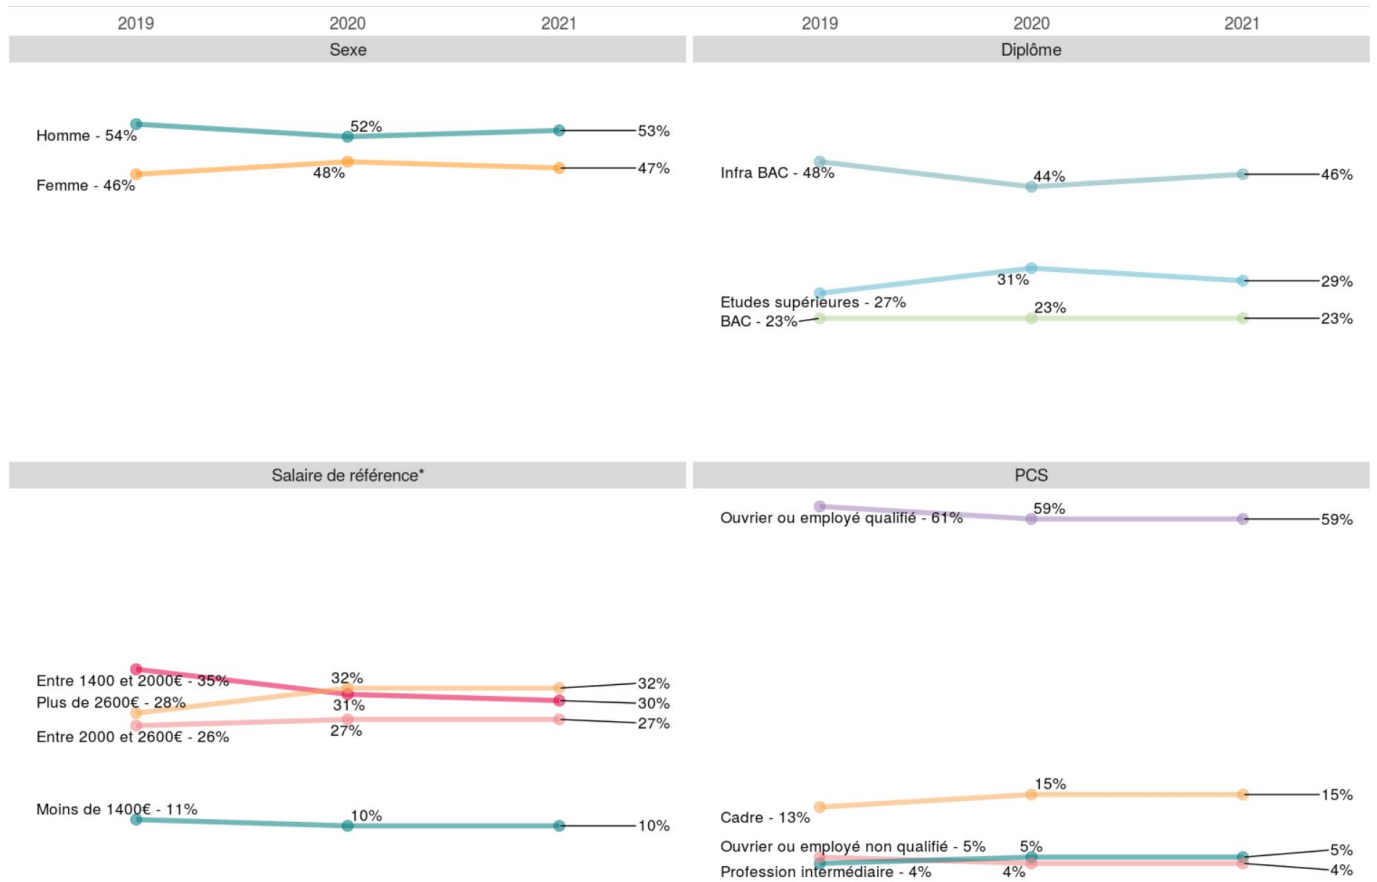 2019 2020 2021 2019 2020 2021
Sexe Diplôme
Homme - 54% 52% 53%
Femme - 46% 48% 47%
Infra BAC - 48% 44% 46%
Etudes supérieures - 27% 31% 29%
BAC - 23% 23% 23%
Salaire de référence* PCS
Entre 1400 et 2000€ - 35% 32% 32%
Plus de 2600€ - 28% 31% 30%
Entre 2000 et 2600€ - 26% 27% 27%
Moins de 1400€ - 11% 10% 10%
Ouvrier ou employé qualifié - 61% 59% 59%
Cadre - 13% 15% 15%
Ouvrier ou employé non qualifié - 5% 5% 5%
Profession intermédiaire - 4% 4% 4%